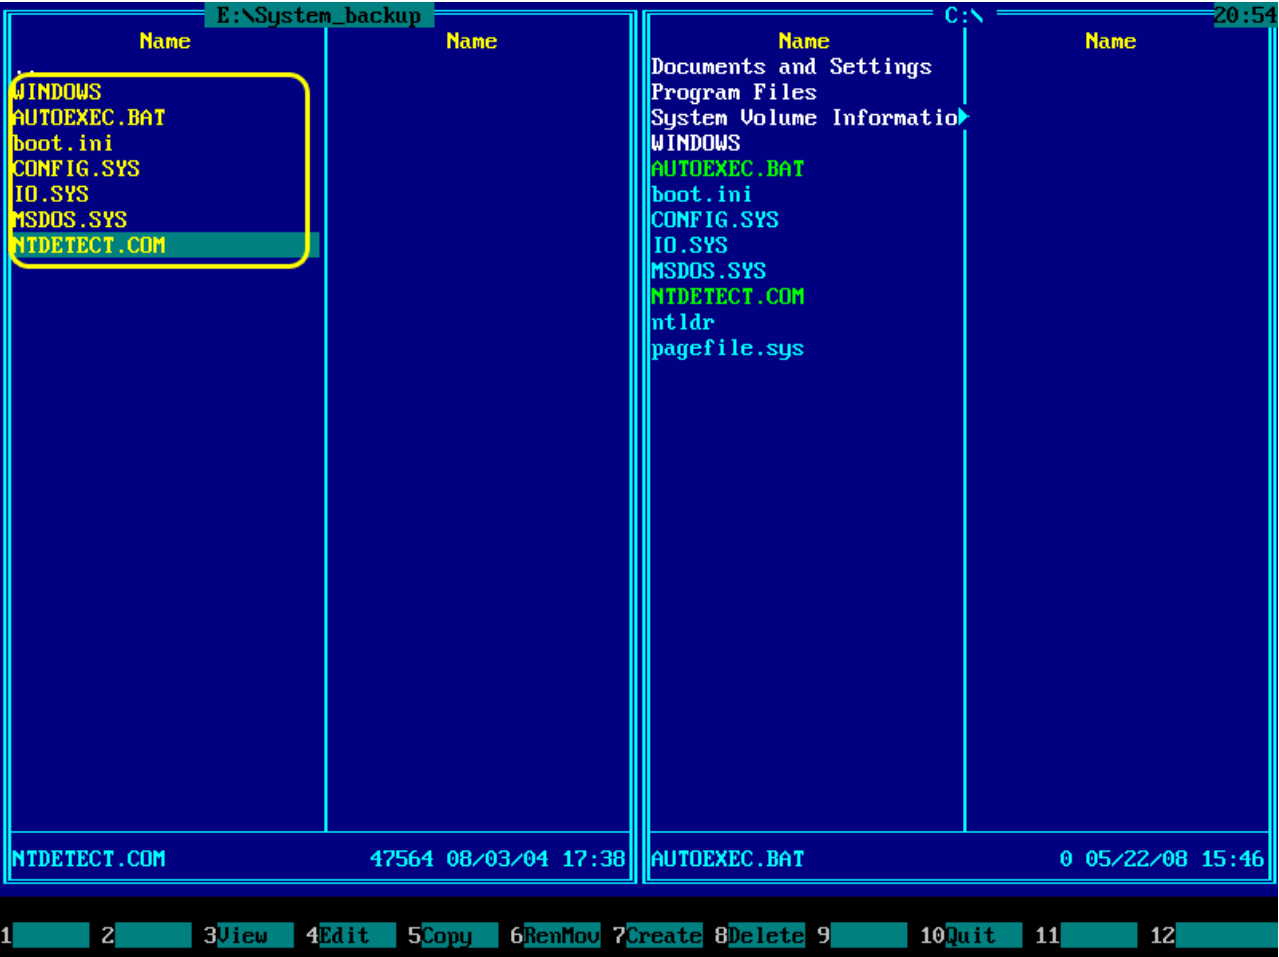 E:\System_backup
Name
Name
..
WINDOWS
AUTOEXEC.BAT
boot.ini
CONFIG.SYS
IO.SYS
MSDOS.SYS
NTDETECT.COM
NTDETECT.COM 47564 08/03/04 17:38
C:\
20:54
Name
Name
Documents and Settings
Program Files
System Volume Informatio
WINDOWS
AUTOEXEC.BAT
boot.ini
CONFIG.SYS
IO.SYS
MSDOS.SYS
NTDETECT.COM
ntldr
pagefile.sys
AUTOEXEC.BAT 0 05/22/08 15:46
1 2 3View 4Edit 5Copy 6RenMov 7Create 8Delete 9 10Quit 11 12